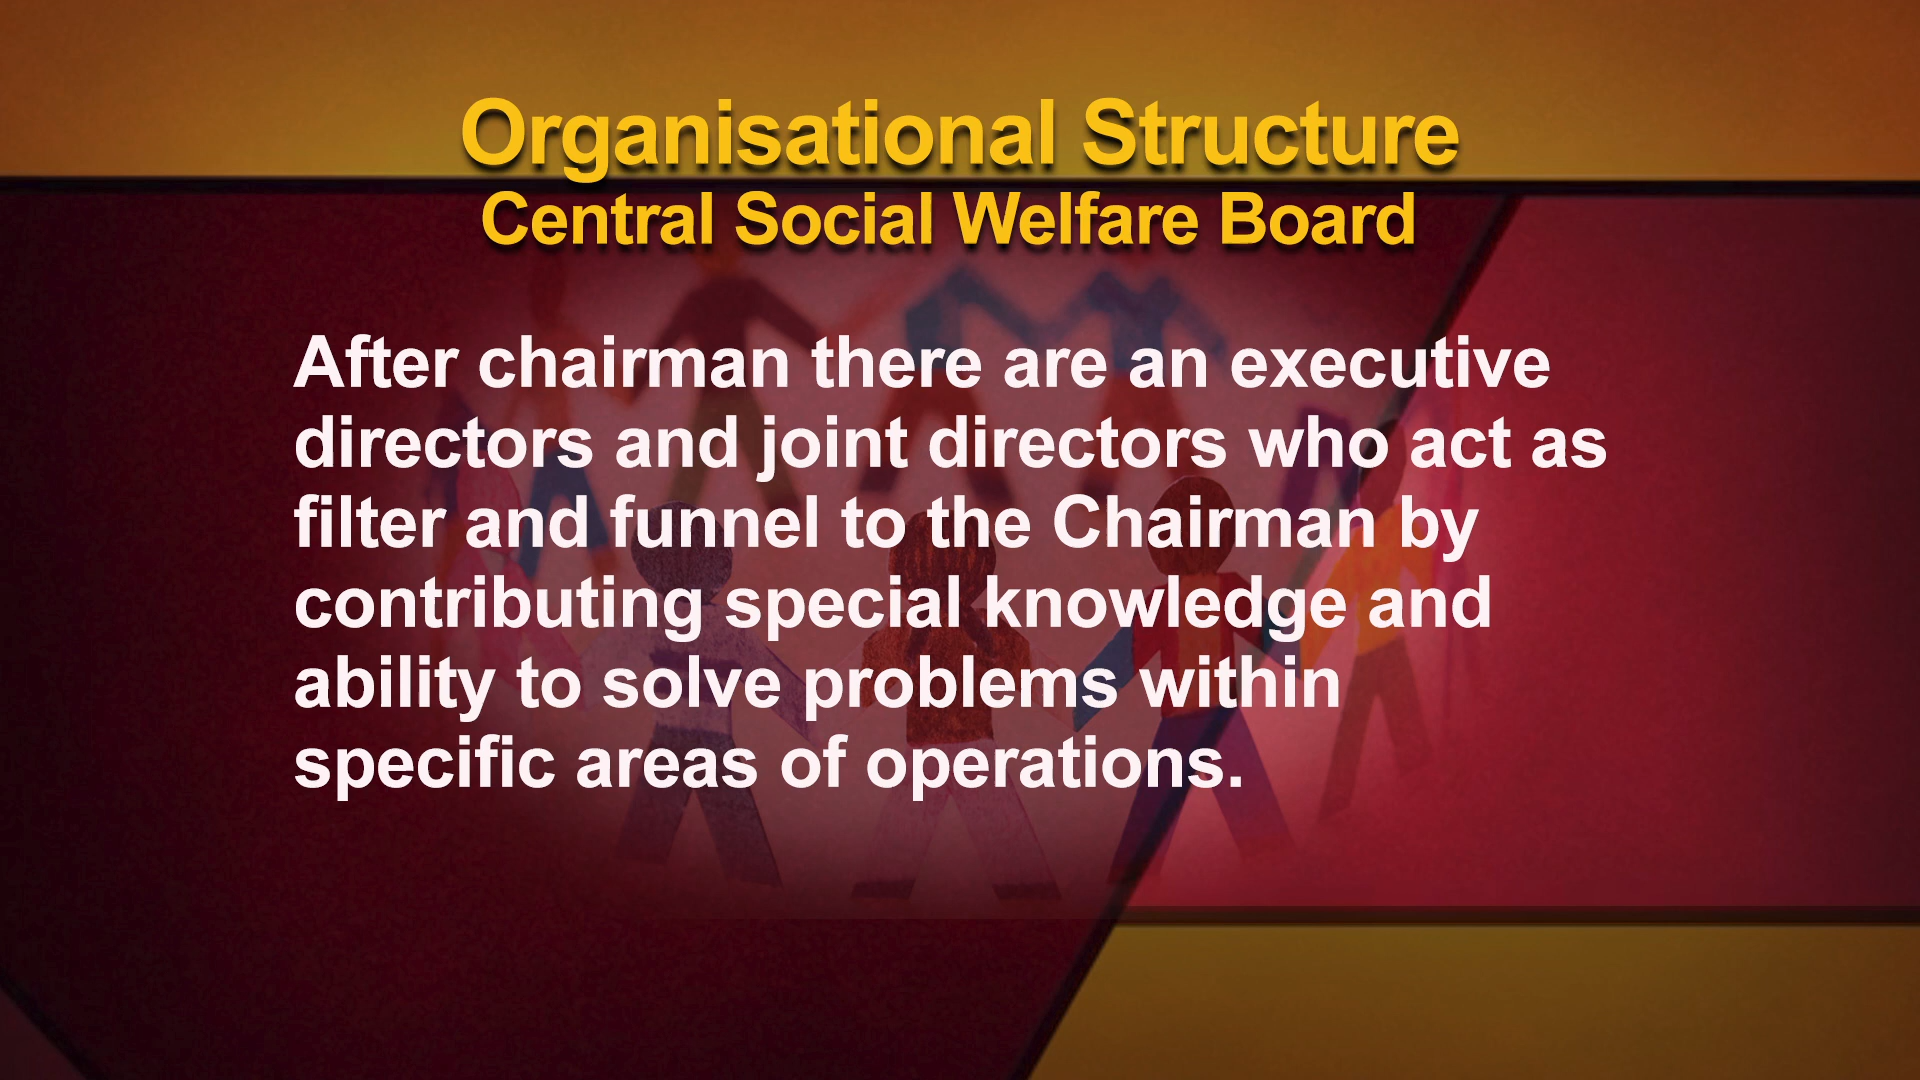 Organisational Structure
Central Social Welfare Board
After chairman there are an executive
directors and joint directors who act as
filter and funnel to the Chairman by
contributing special knowledge and
ability to solve problems within
specific areas of operations.